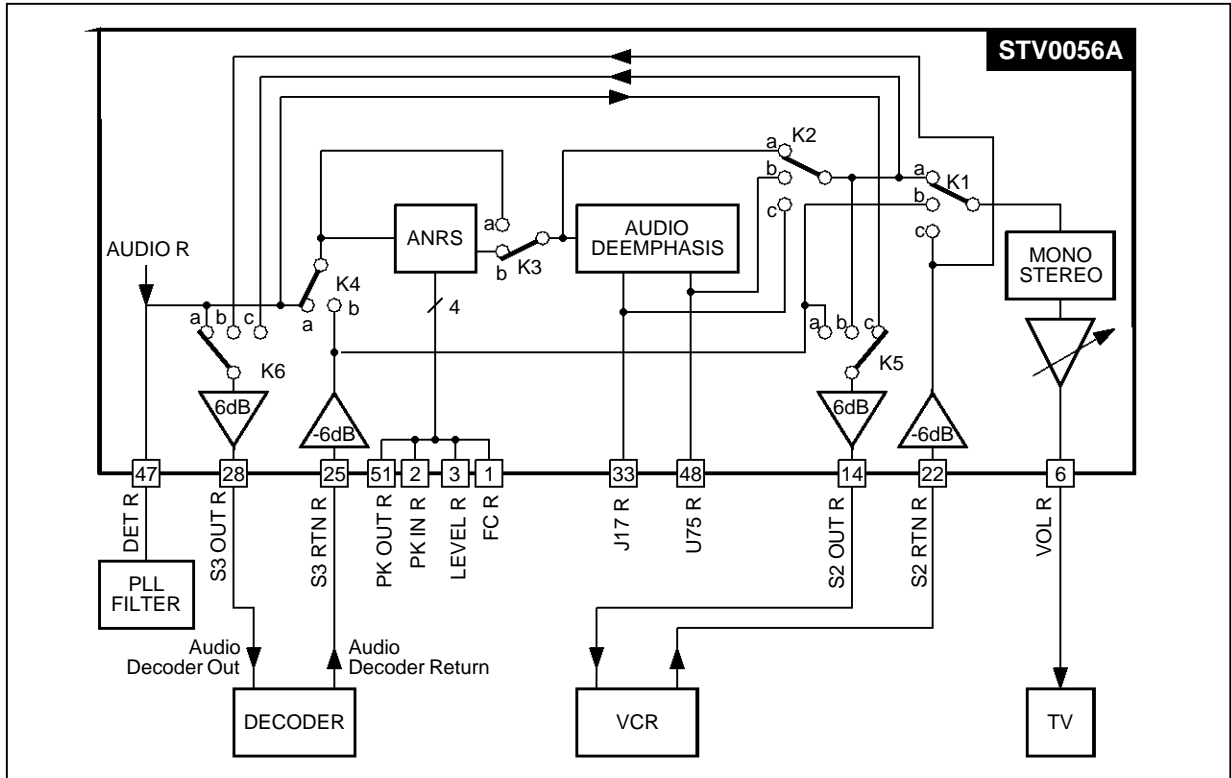 STV0056A
K2
a
b
c
a
K1
b
c
a
ANRS
K3
b
AUDIO
DEEMPHASIS
MONO
STEREO
AUDIO R
K4
a
b
4
a
b
c
K6
a
b
c
K5
6dB
-6dB
6dB
-6dB
47
28
25
51
2
3
1
33
48
14
22
6
DET R
S3 OUT R
S3 RTN R
PK OUT R
PK IN R
LEVEL R
FC R
J17 R
U75 R
S2 OUT R
S2 RTN R
VOL R
PLL
FILTER
Audio
Decoder Out
Audio
Decoder Return
DECODER
VCR
TV